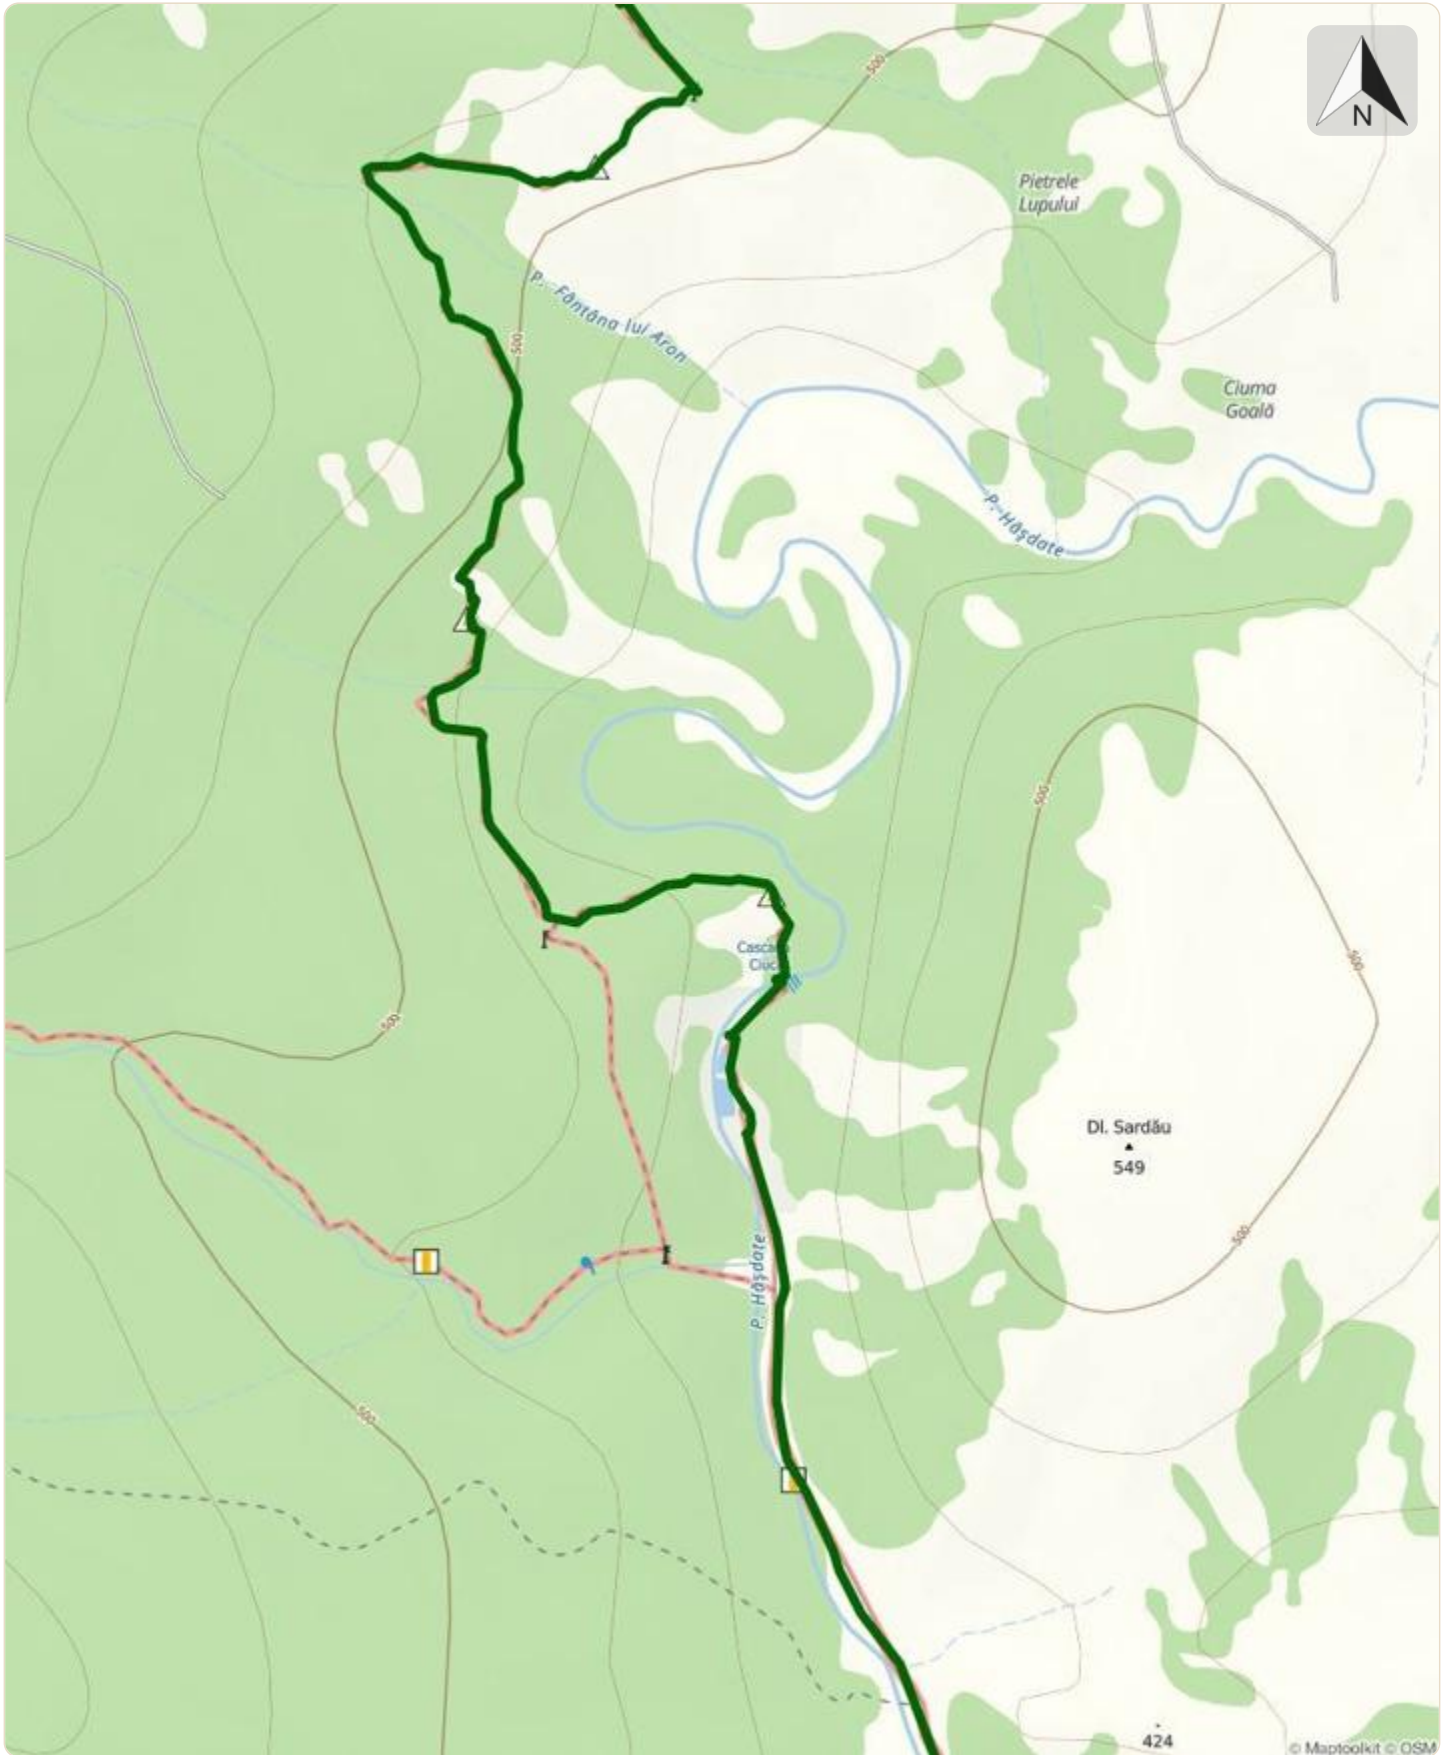 500
N
Pietrele
Lupului
P. Fântâna lui Aron
500
Ciuma
Goală
P. Hășdate
500
Cascada
500
500
Dl. Sardău
549
500
P. Hășdate
500
424
© Maptoolkit © OSM